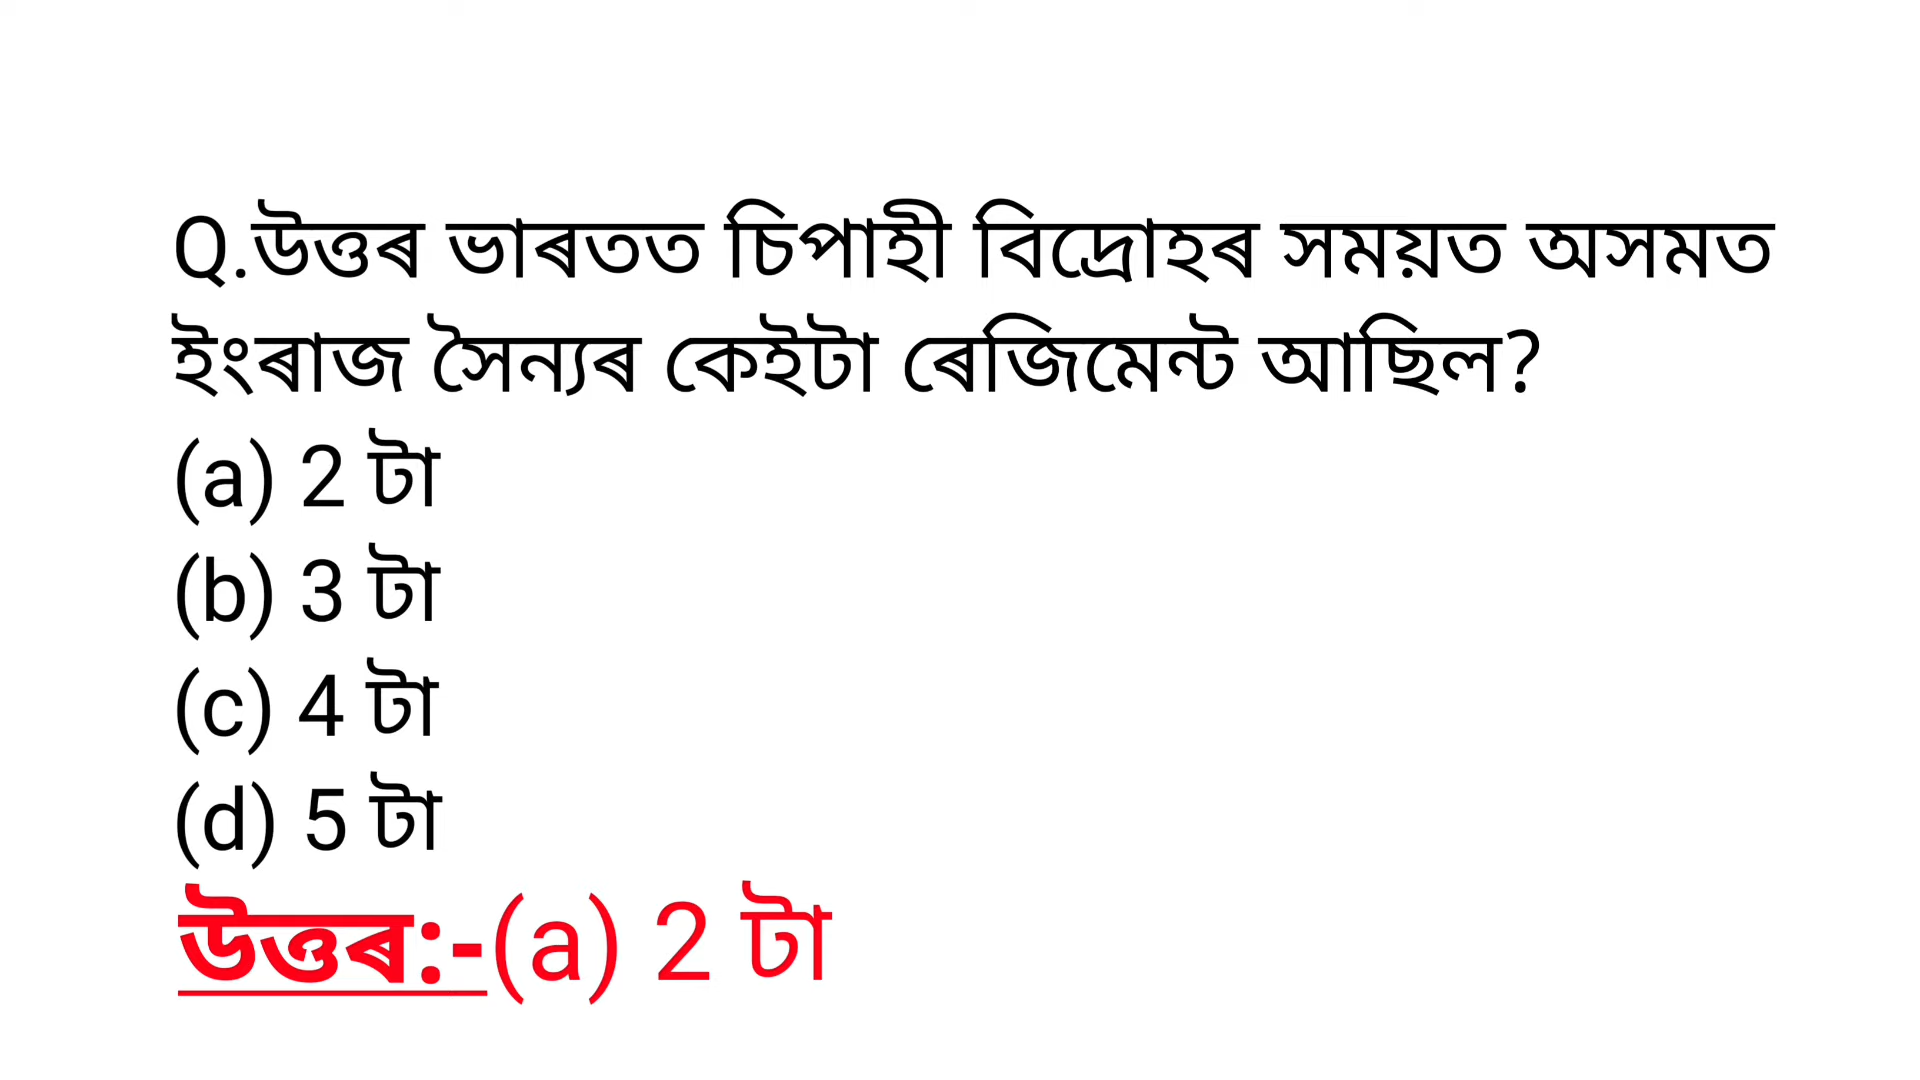 Q.উত্তৰ ভাৰতত চিপাহী বিদ্ৰোহৰ সময়ত অসমত
ইংৰাজ সৈন্যৰ কেইটা ৰেজিমেন্ট আছিল?
(a) 2 টা
(b) 3 টা
(c) 4 টা
(d) 5 টা
উত্তৰ:-(a) 2 টা